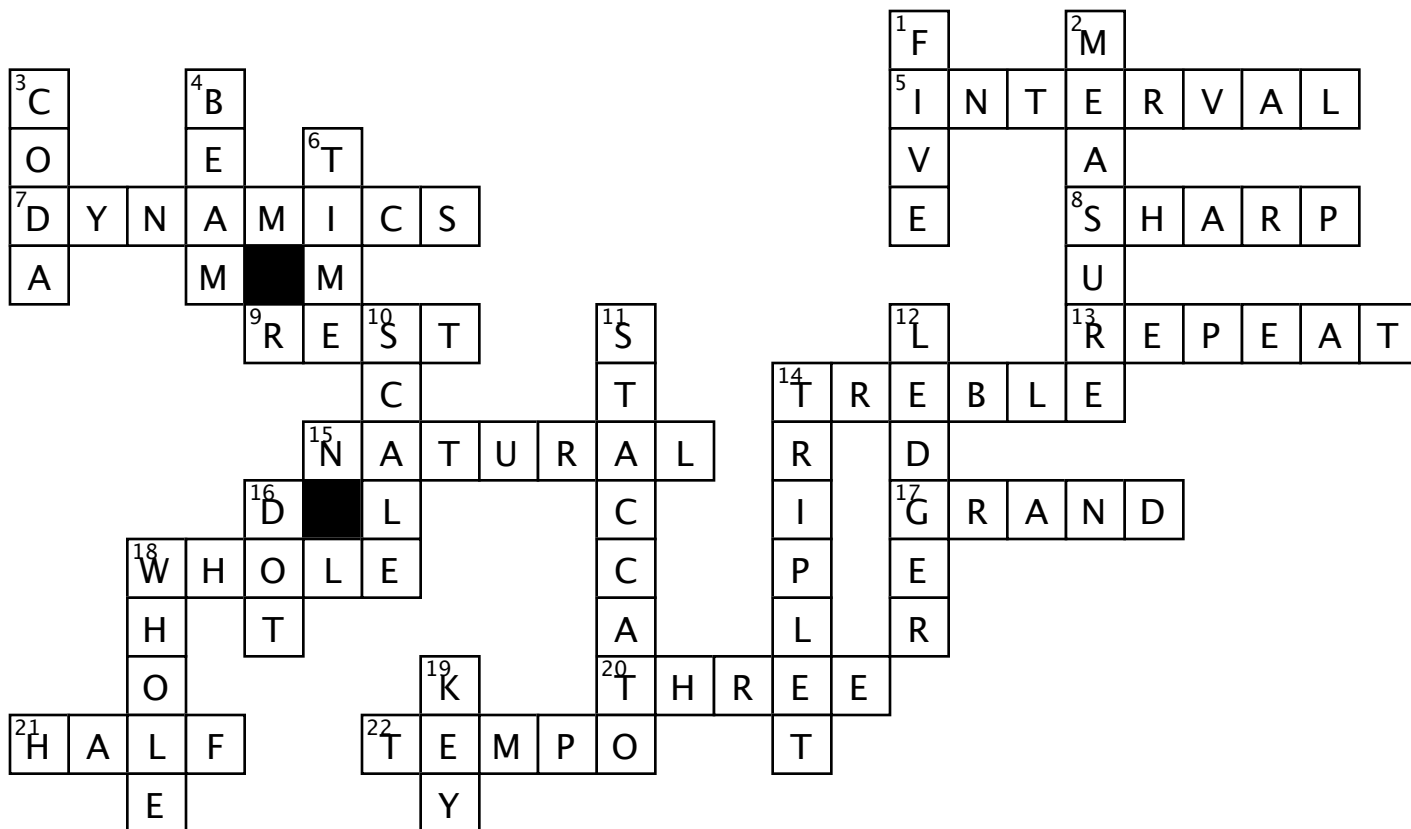 1 F 2 M
3 C 4 B 5 I N T E R V A L
O E 6 T V A
7 D Y N A M I C S E 8 S H A R P
A M M U
9 R E 10 S T 11 S 12 L 13 R E P E A T
C T 14 T R E B L E
15 N A T U R A L R D
16 D L C I 17 G R A N D
18 W H O L E C P E
H T A L R
O 19 K 20 T H R E E
21 H A L F 22 T E M P O T
E Y